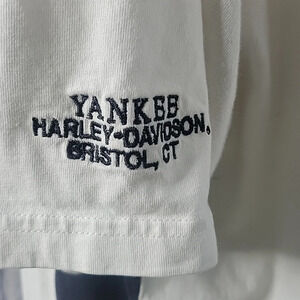 YANKEE
HARLEY-DAVIDSON.
BRISTOL, CT